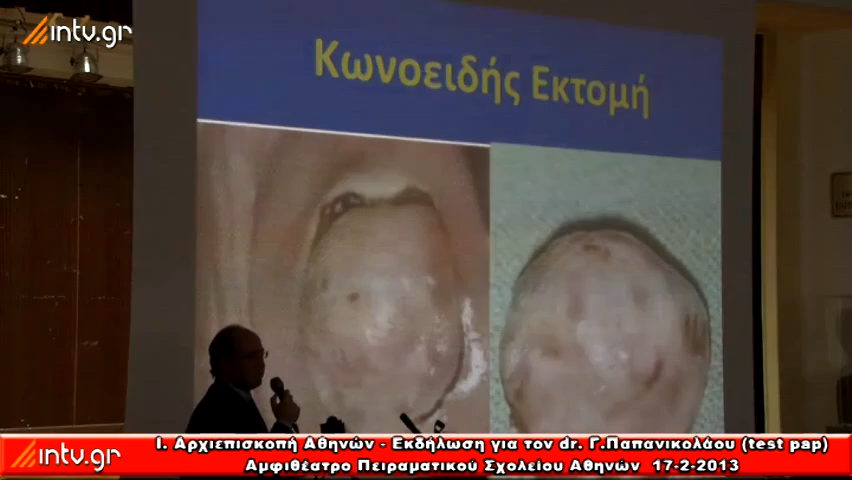 intv.gr
Κωνοειδής Εκτομή
intv.gr
Ι. Αρχιεπισκοπή Αθηνών - Εκδήλωση για τον dr. Γ.Παπανικολάου (test pap)
Αμφιθέατρο Πειραματικού Σχολείου Αθηνών 17-2-2013